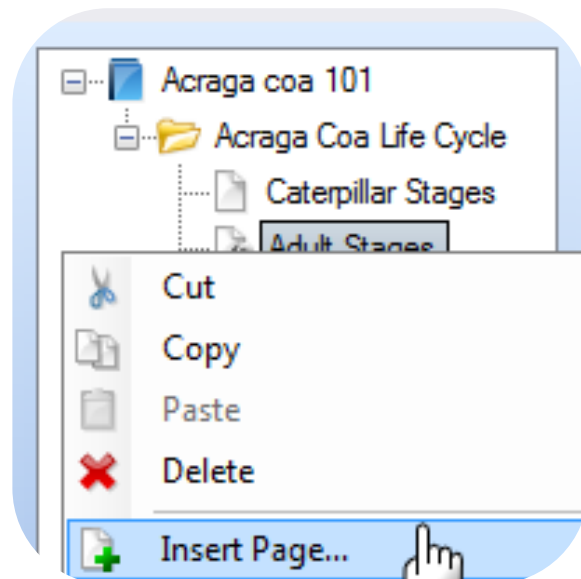 Acraga coa 101
Acraga Coa Life Cycle
Caterpillar Stages
Adult Stages
Cut
Copy
Paste
Delete
Insert Page...